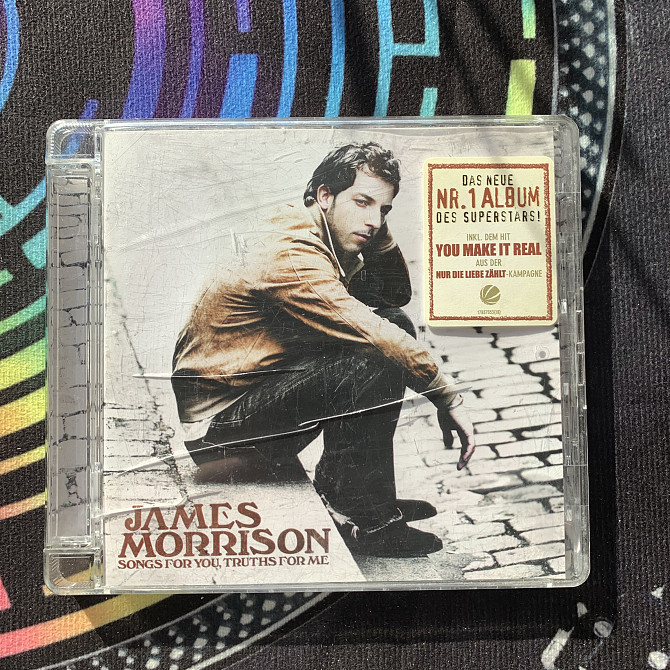 DAS NEUE
NR.1 ALBUM
DES SUPERSTARS!
INKL. DEM HIT
YOU MAKE IT REAL
AUS DER
NUR DIE LIEBE ZÄHLT-KAMPAGNE
JAMES
MORRISON
SONGS FOR YOU, TRUTHS FOR ME